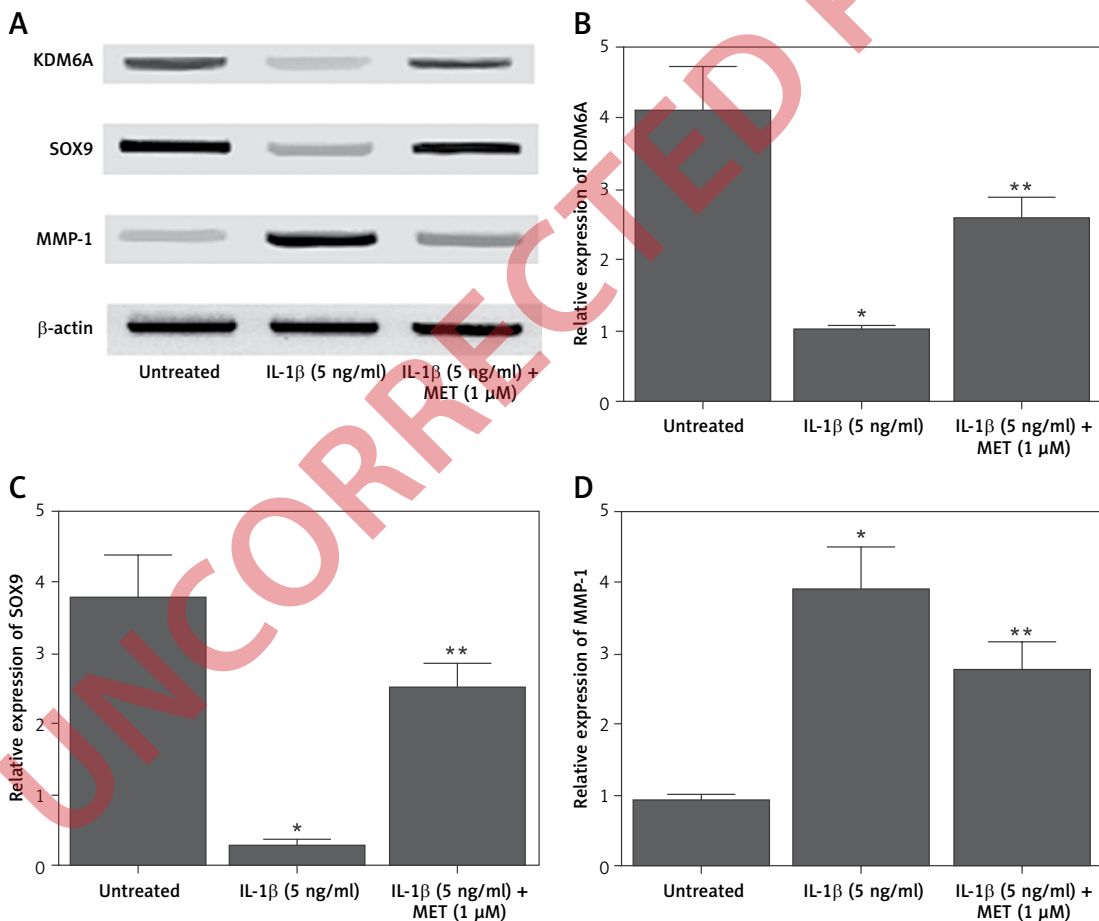 A
KDM6A
SOX9
MMP-1
β-actin
Untreated
IL-1β (5 ng/ml)
IL-1β (5 ng/ml) +
MET (1 µM)
B
Relative expression of KDM6A
5
4
3
2
1
0
*
**
Untreated
IL-1β (5 ng/ml)
IL-1β (5 ng/ml) +
MET (1 µM)
C
Relative expression of SOX9
5
4
3
2
1
0
*
**
Untreated
IL-1β (5 ng/ml)
IL-1β (5 ng/ml) +
MET (1 µM)
D
Relative expression of MMP-1
5
4
3
2
1
0
*
**
Untreated
IL-1β (5 ng/ml)
IL-1β (5 ng/ml) +
MET (1 µM)
UNCORRECTED